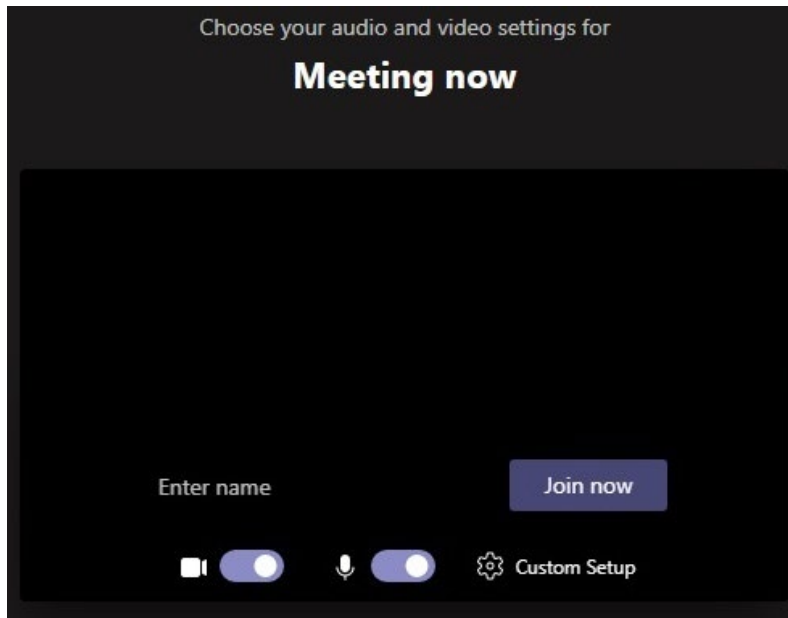 Choose your audio and video settings for
Meeting now
Enter name
Join now
Custom Setup